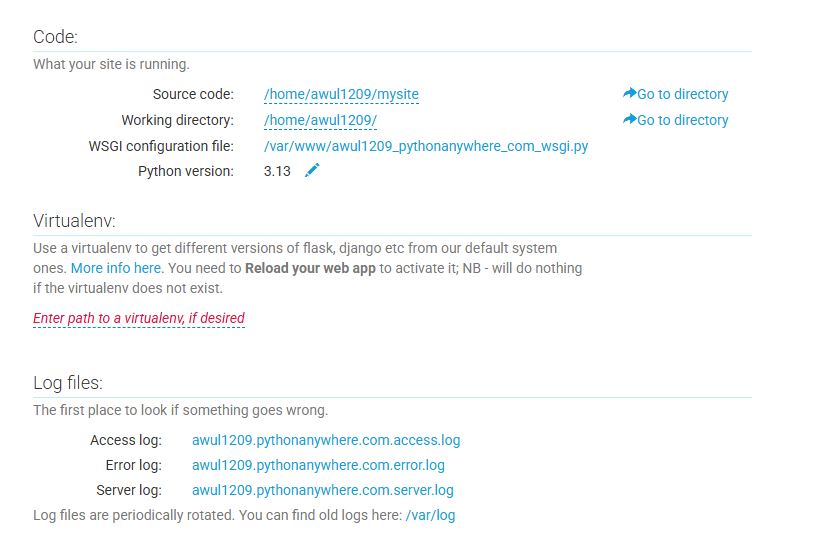 Code:
What your site is running.
Source code: /home/awul1209/mysite Go to directory
Working directory: /home/awul1209/ Go to directory
WSGI configuration file: /var/www/awul1209_pythonanywhere_com_wsgi.py
Python version: 3.13
Virtualenv:
Use a virtualenv to get different versions of flask, django etc from our default system
ones. More info here. You need to Reload your web app to activate it; NB - will do nothing
if the virtualenv does not exist.
Enter path to a virtualenv, if desired
Log files:
The first place to look if something goes wrong.
Access log: awul1209.pythonanywhere.com.access.log
Error log: awul1209.pythonanywhere.com.error.log
Server log: awul1209.pythonanywhere.com.server.log
Log files are periodically rotated. You can find old logs here: /var/log